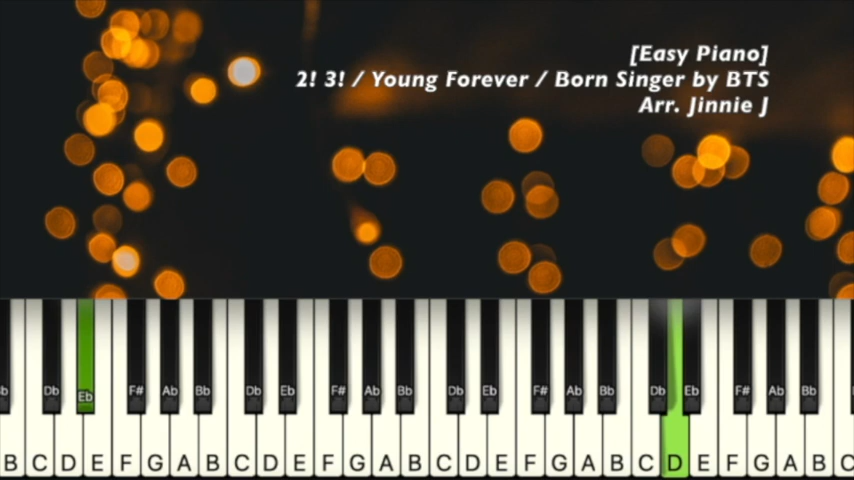 [Easy Piano]
2! 3! / Young Forever / Born Singer by BTS
Arr. Jinnie J
b Db Eb F# Ab Bb Db Eb F# Ab Bb Db Eb F# Ab Bb Db Eb F# Ab Bb
B C D E F G A B C D E F G A B C D E F G A B C D E F G A B C